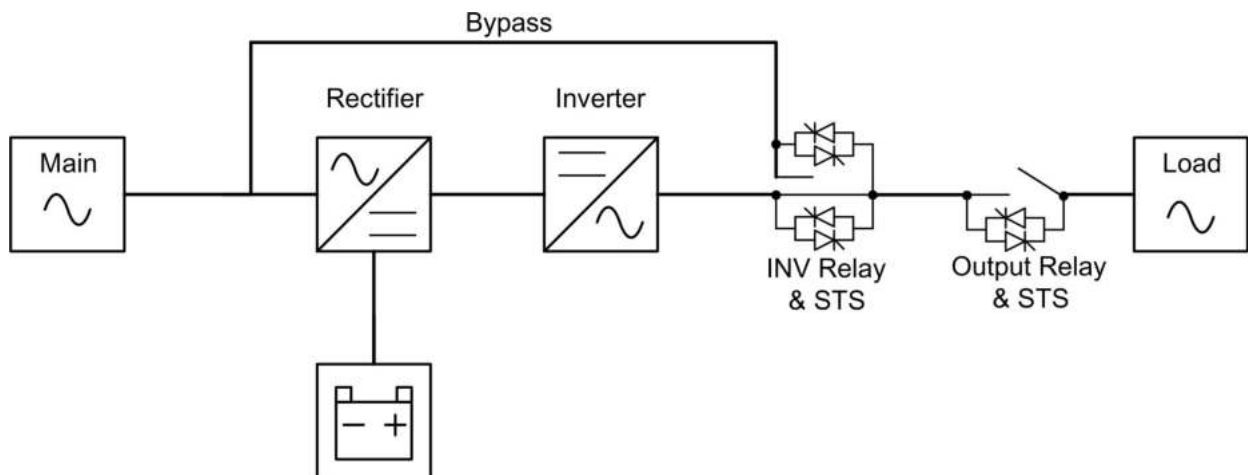 Bypass
Rectifier
Inverter
Main
Load
INV Relay
& STS
Output Relay
& STS